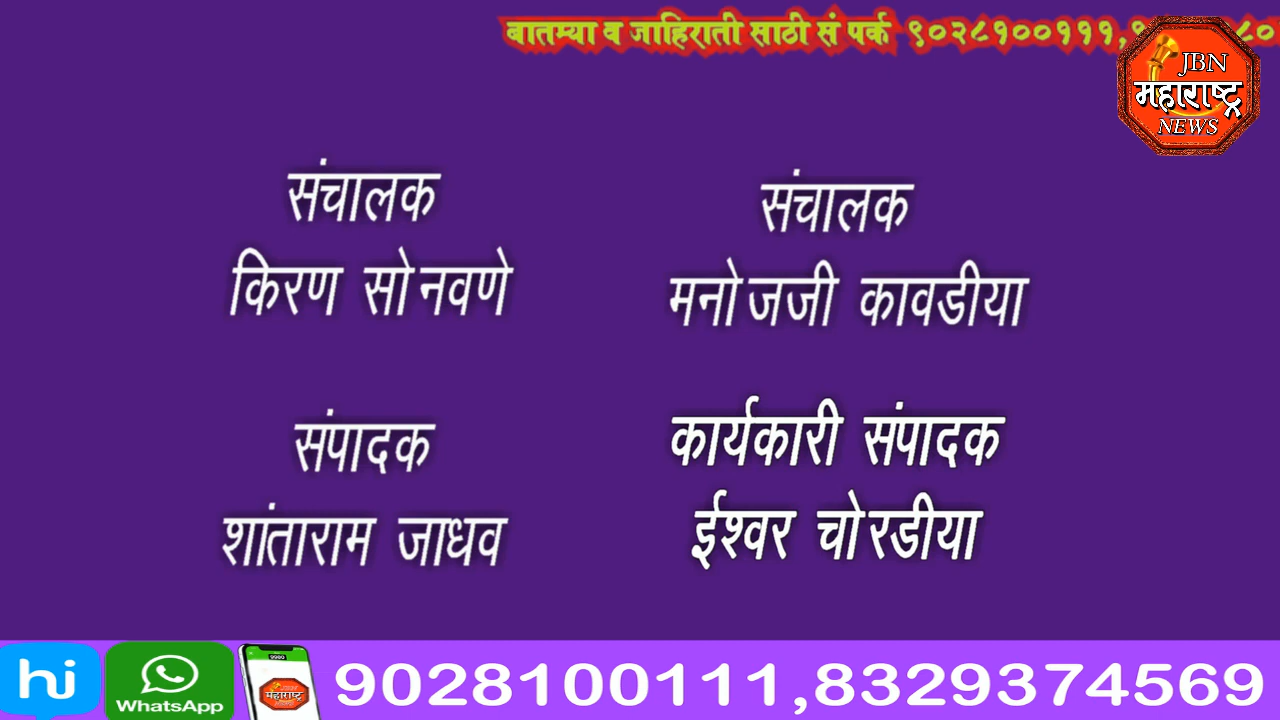 बातम्या व जाहिराती साठी सं पर्क ९०२८१००१११,
JBN
महाराष्ट्र
NEWS
संचालक
किरण सोनवणे
संचालक
मनोजजी कावडीया
संपादक
शांताराम जाधव
कार्यकारी संपादक
ईश्वर चोरडीया
hi
WhatsApp
महाराष्ट्र
9028100111,8329374569